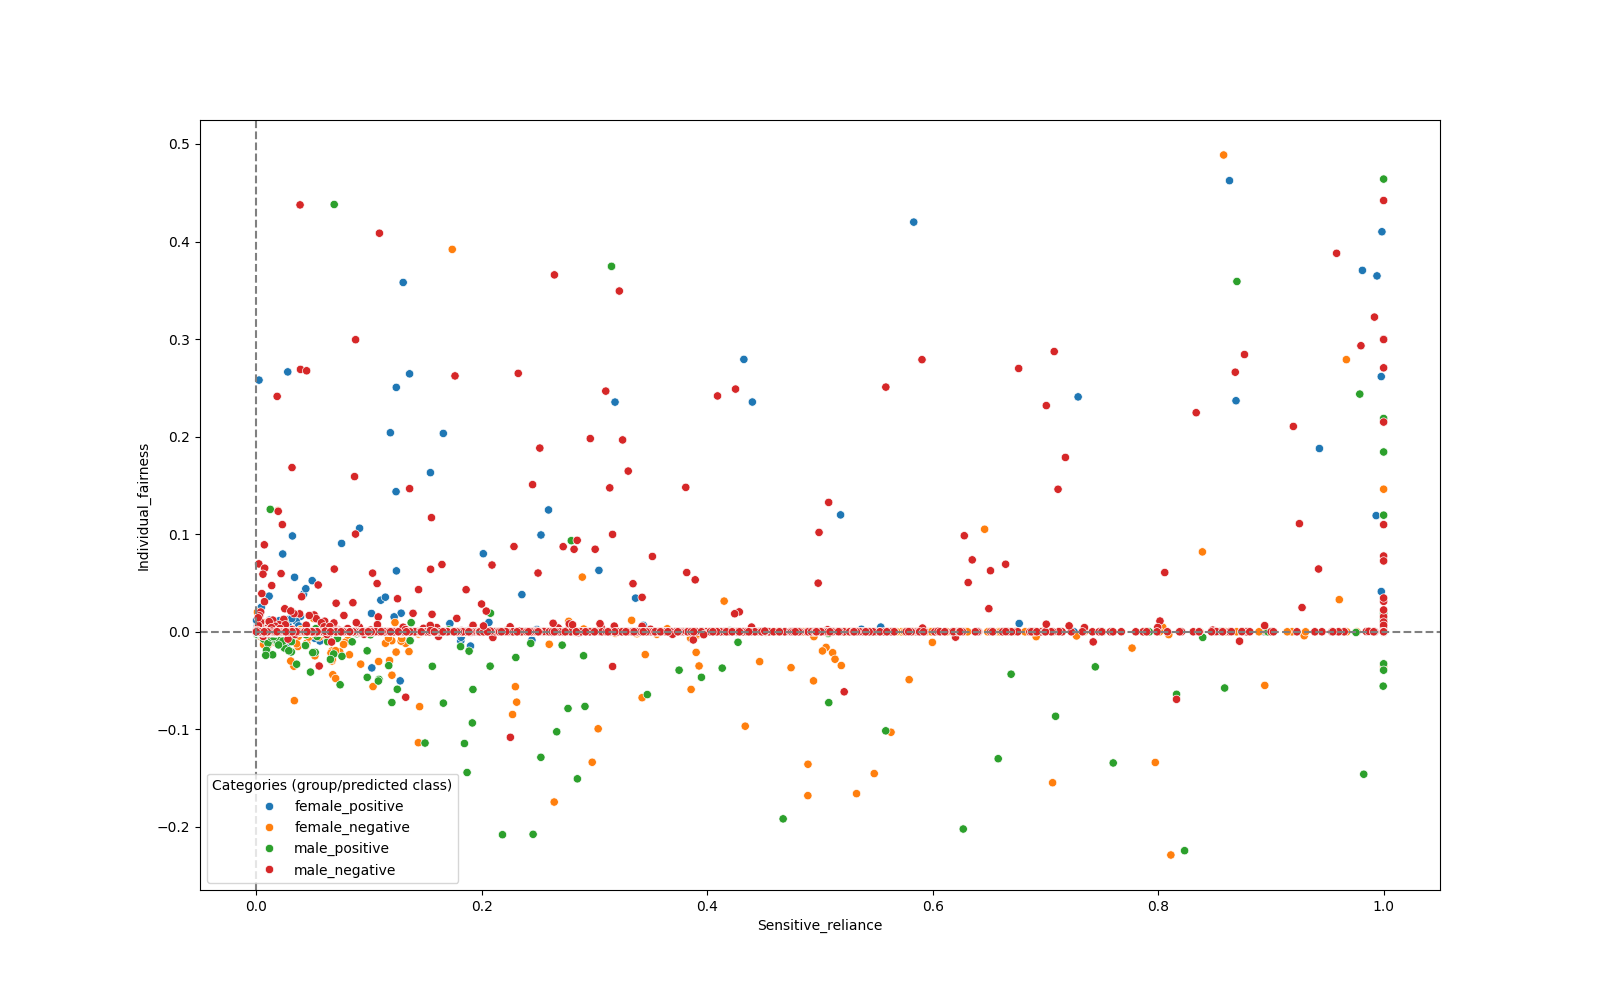 0.5
0.4
0.3
0.2
0.1
0.0
−0.1
−0.2
Individual_fairness
Categories (group/predicted class)
female_positive
female_negative
male_positive
male_negative
0.0 0.2 0.4 0.6 0.8 1.0
Sensitive_reliance